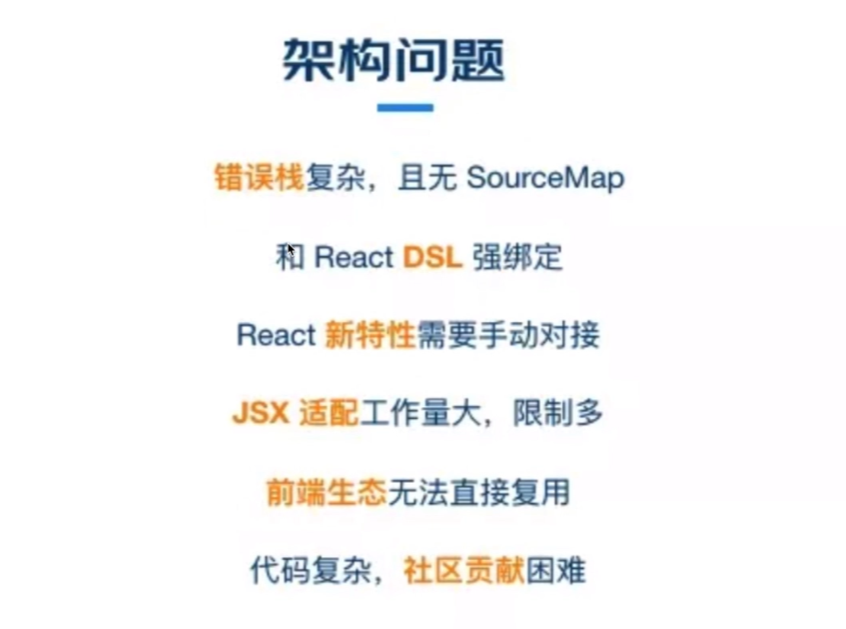 架构问题
错误栈复杂，且无 SourceMap
和 React DSL 强绑定
React 新特性需要手动对接
JSX 适配工作量大，限制多
前端生态无法直接复用
代码复杂，社区贡献困难